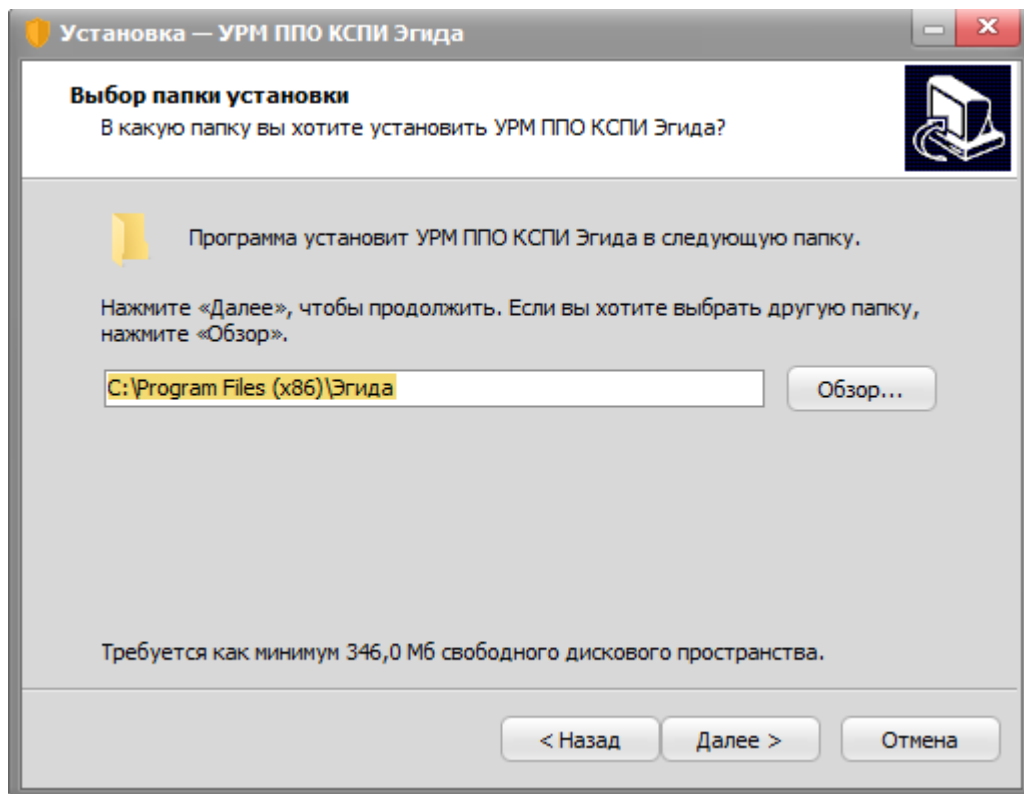 Установка — УРМ ППО КСПИ Эгида
Выбор папки установки
В какую папку вы хотите установить УРМ ППО КСПИ Эгида?
Программа установит УРМ ППО КСПИ Эгида в следующую папку.
Нажмите «Далее», чтобы продолжить. Если вы хотите выбрать другую папку,
нажмите «Обзор».
C:\Program Files (x86)\Эгида
Обзор...
Требуется как минимум 346,0 Мб свободного дискового пространства.
< Назад
Далее >
Отмена